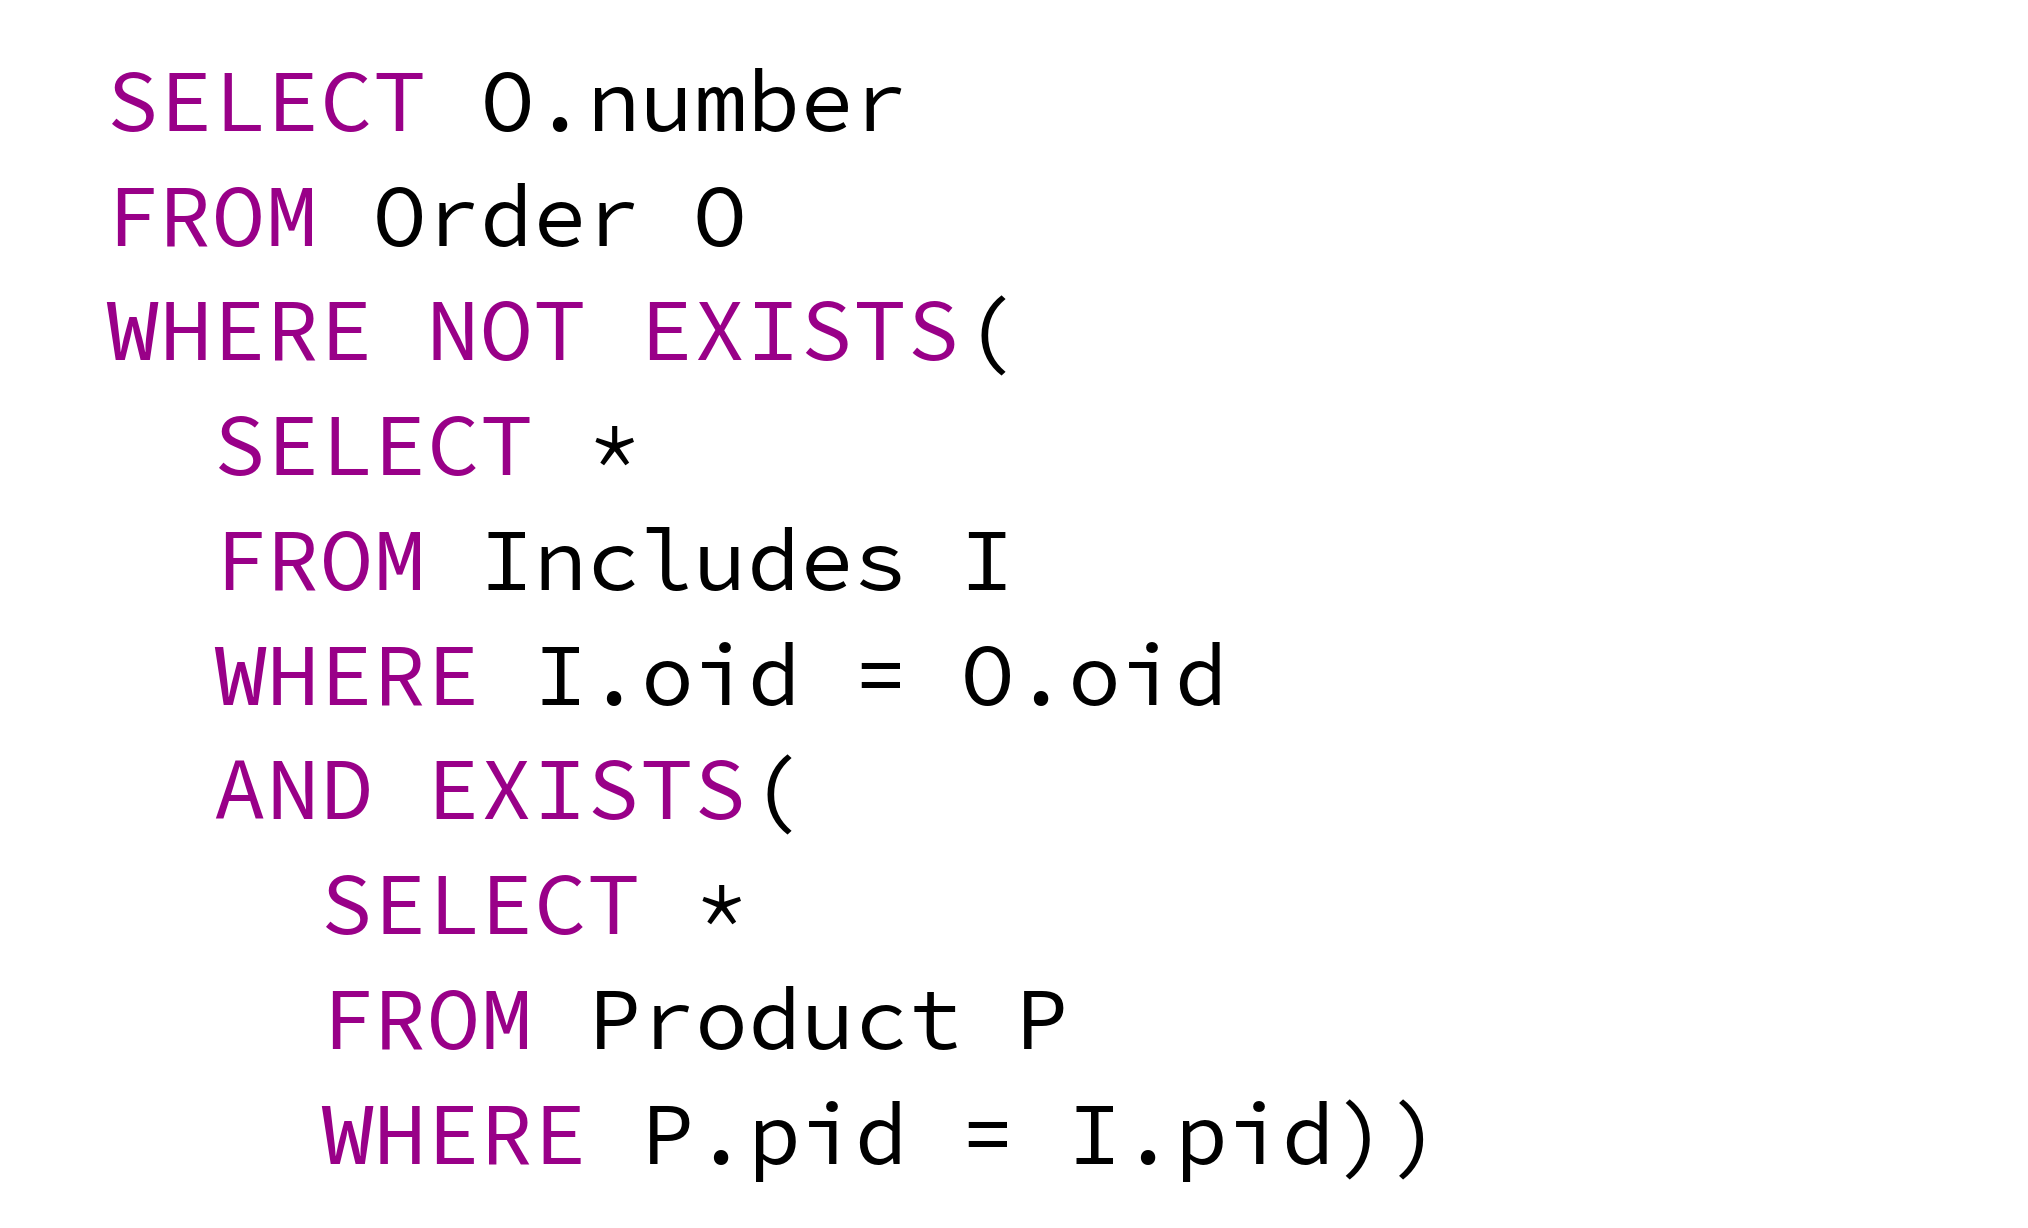 SELECT O.number
FROM Order O
WHERE NOT EXISTS(
  SELECT *
  FROM Includes I
  WHERE I.oid = O.oid
  AND EXISTS(
    SELECT *
    FROM Product P
    WHERE P.pid = I.pid))